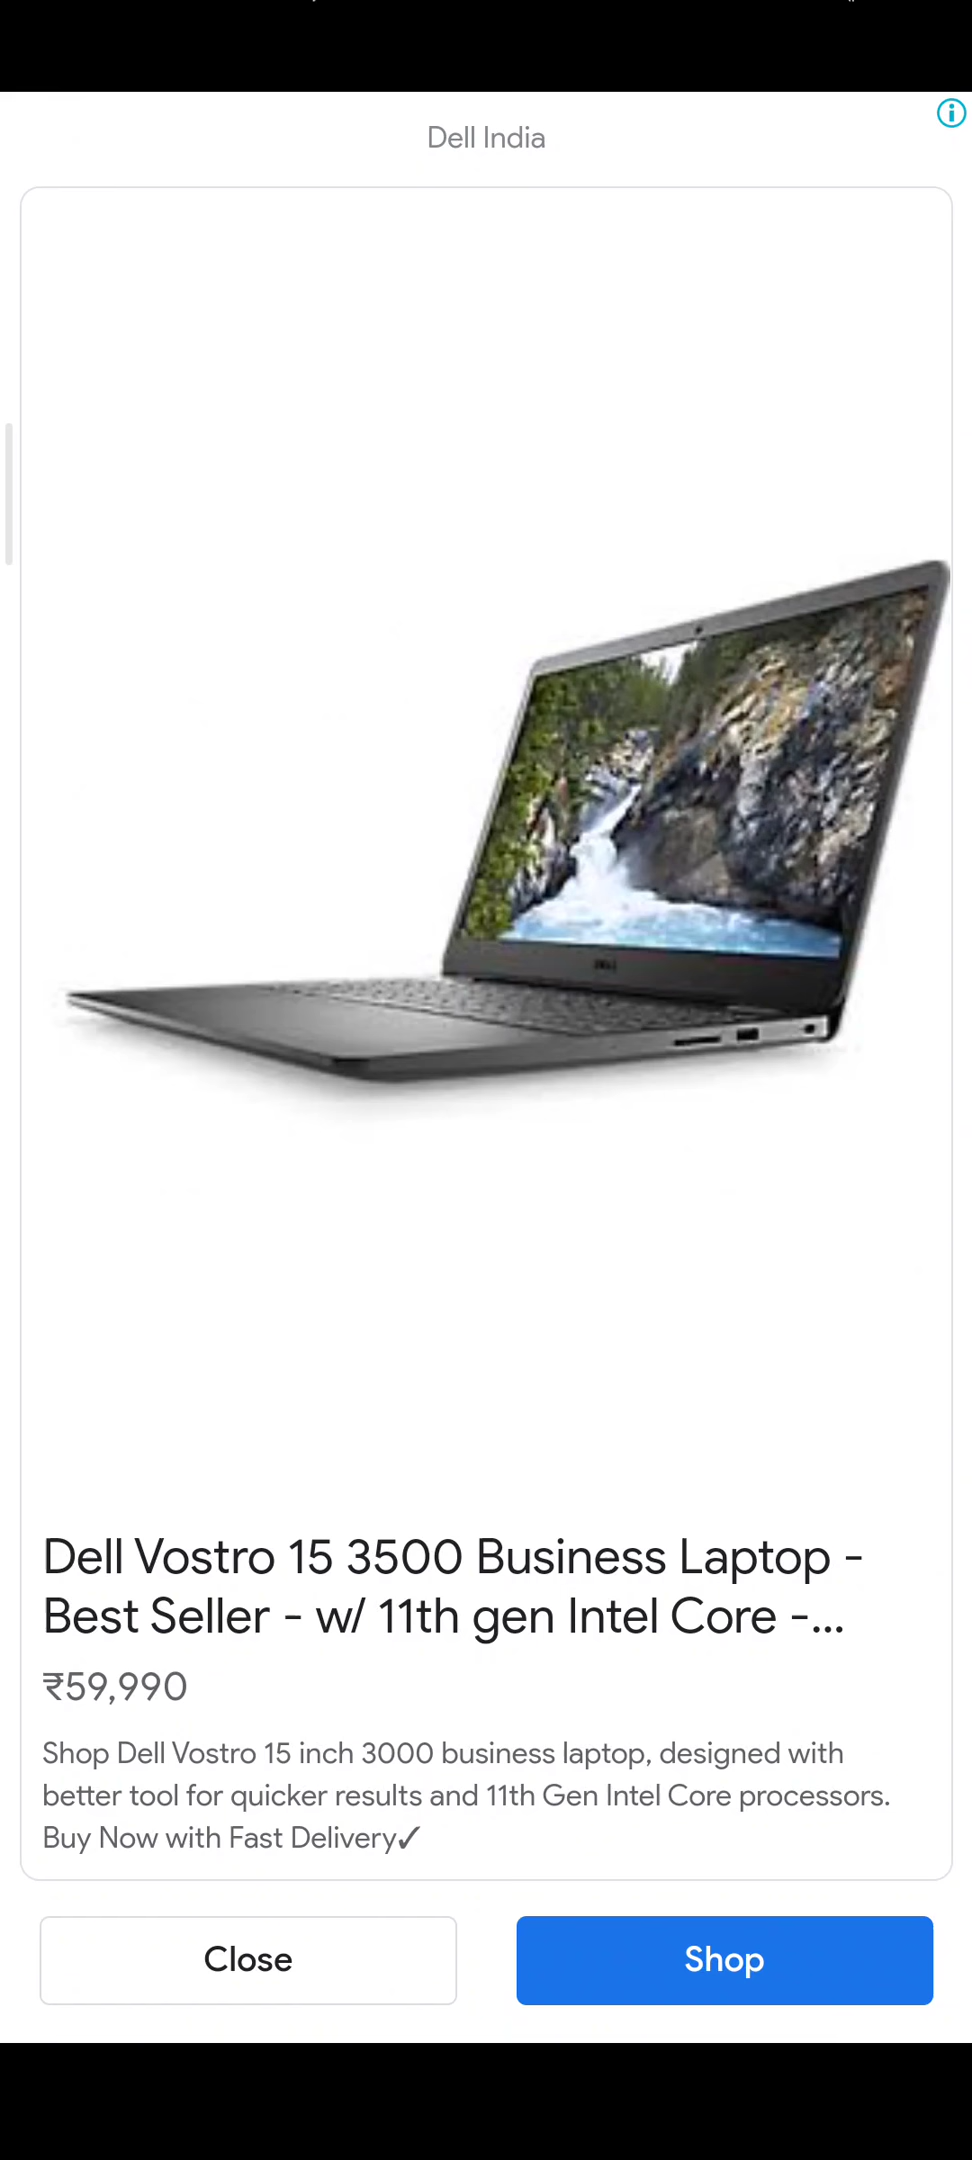 Dell India
Dell Vostro 15 3500 Business Laptop -
Best Seller - w/ 11th gen Intel Core -...
₹59,990
Shop Dell Vostro 15 inch 3000 business laptop, designed with
better tool for quicker results and 11th Gen Intel Core processors.
Buy Now with Fast Delivery✓
Close
Shop